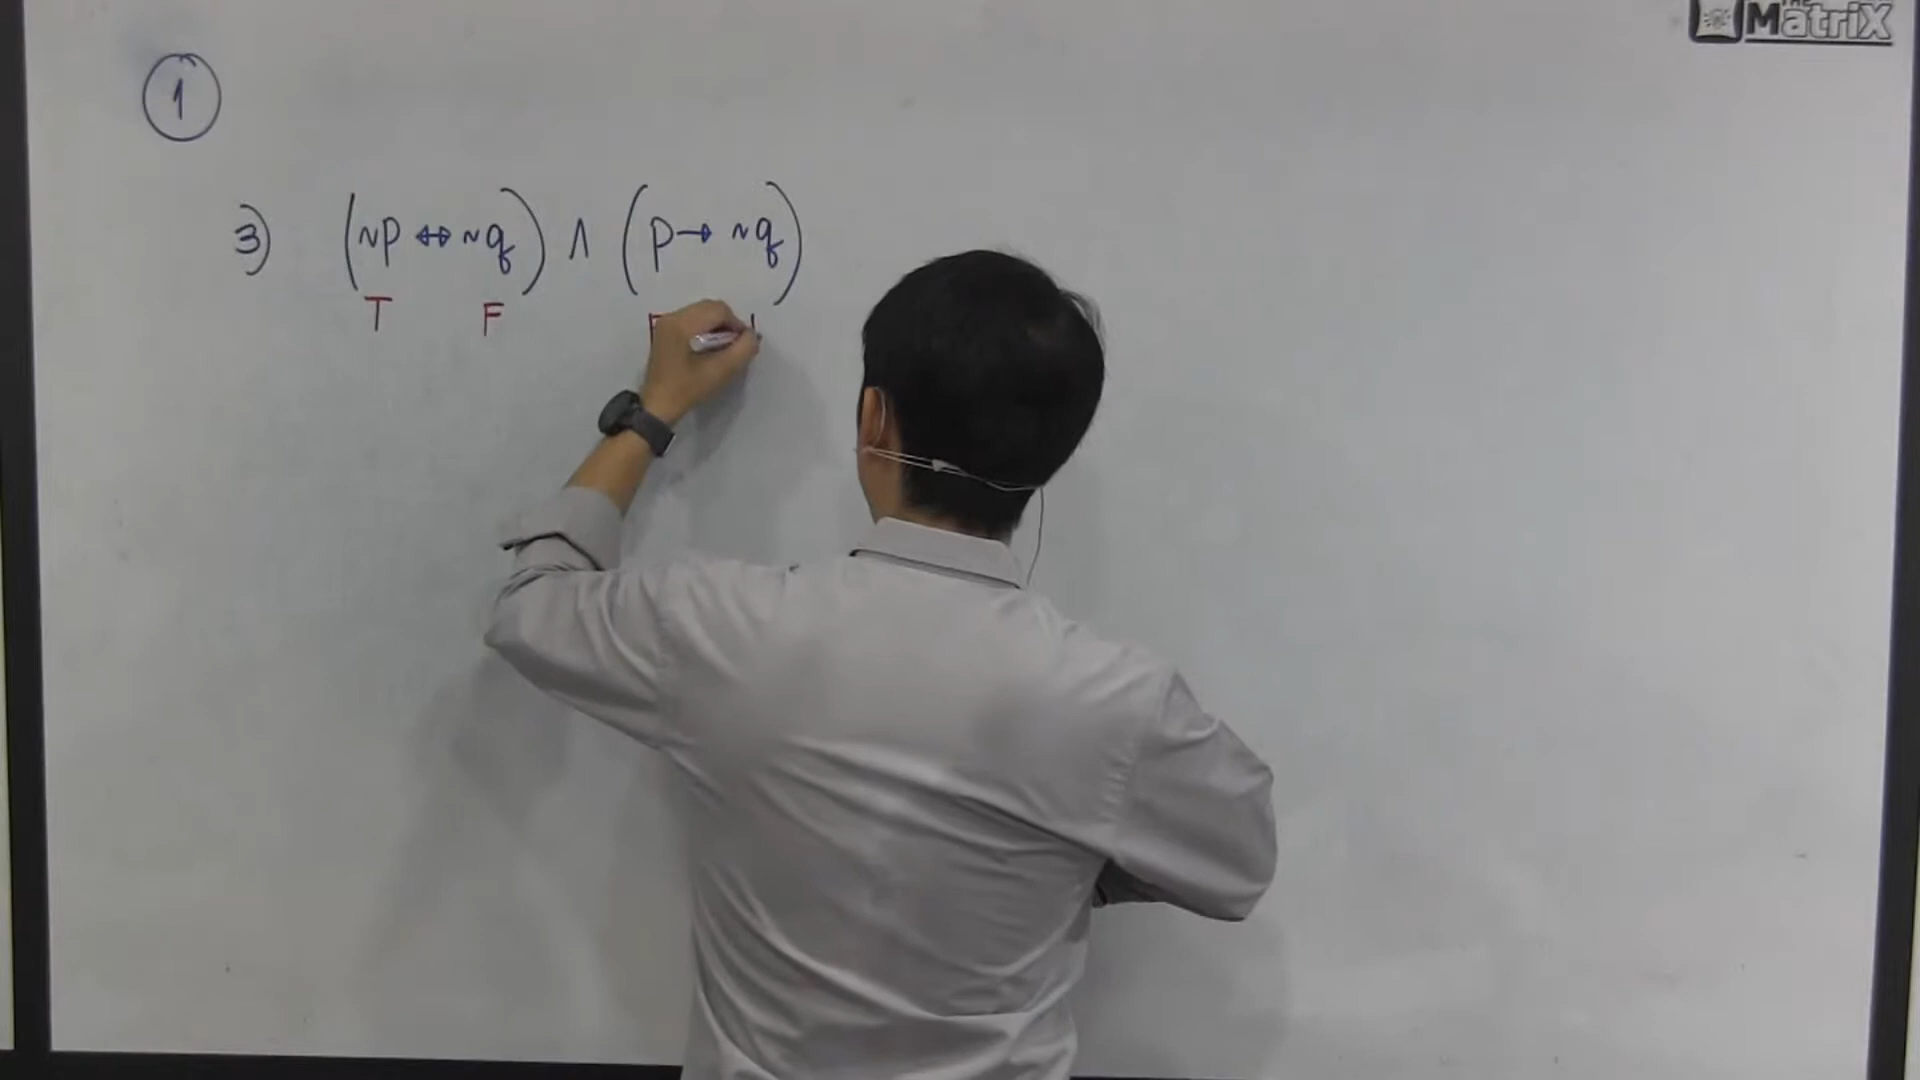 THE
MatriX
1
3) (~p ↔ ~q) ∧ (p → ~q)
T F F